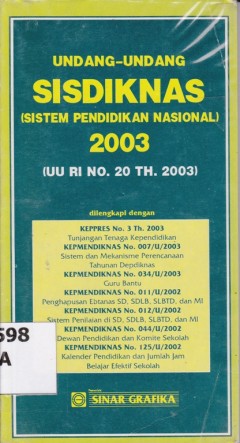 UNDANG-UNDANG
SISDIKNAS
(SISTEM PENDIDIKAN NASIONAL)
2003
(UU RI NO. 20 TH. 2003)
dilengkapi dengan
KEPPRES No. 3 Th. 2003
Tunjangan Tenaga Kependidikan
KEPMENDIKNAS No. 007/U/2003
Sistem dan Mekanisme Perencanaan
Tahunan Depdiknas
KEPMENDIKNAS No. 034/U/2003
Guru Bantu
KEPMENDIKNAS No. 011/U/2002
Penghapusan Ebtanas SD, SDLB, SLBTD, dan MI
KEPMENDIKNAS No. 012/U/2002
Sistem Penilaian di SD, SDLB, SLBTD, dan MI
KEPMENDIKNAS No. 044/U/2002
Dewan Pendidikan dan Komite Sekolah
KEPMENDIKNAS No. 125/U/2002
Kalender Pendidikan dan Jumlah Jam
Belajar Efektif Sekolah
598
A
SINAR GRAFIKA